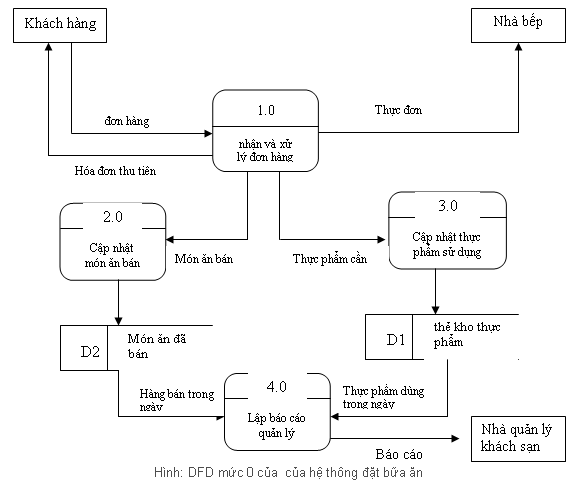 Khách hàng
Nhà bếp
1.0
Thực đơn
đơn hàng
nhận và xử
lý đơn hàng
Hóa đơn thu tiên
2.0
3.0
Cập nhật
món ăn bán
Món ăn bán
Thực phẩm cần
Cập nhật thực
phẩm sử dụng
D2
Món ăn đã
bán
D1
thẻ kho thực
phẩm
4.0
Hàng bán trong
ngày
Thực phẩm dùng
trong ngày
Lập báo cáo
quản lý
Nhà quản lý
khách sạn
Báo cáo
Hình: DFD mức 0 của  của hệ thông đặt bữa ăn